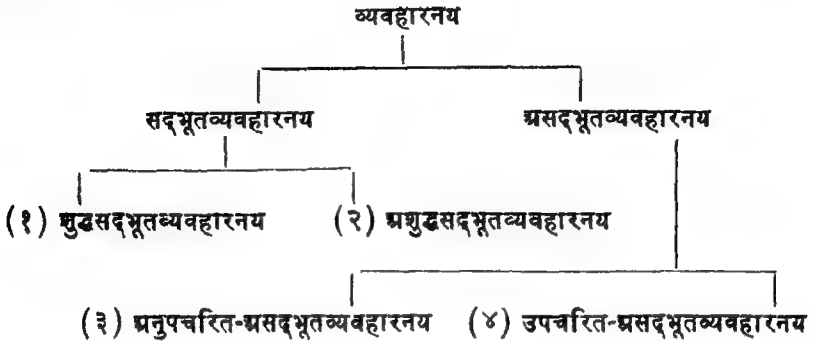 व्यवहारनय
सद्भूतव्यवहारनय असद्भूतव्यवहारनय
(१) शुद्धसद्भूतव्यवहारनय (२) अशुद्धसद्भूतव्यवहारनय
(३) अनुपचरित-असद्भूतव्यवहारनय (४) उपचरित-असद्भूतव्यवहारनय